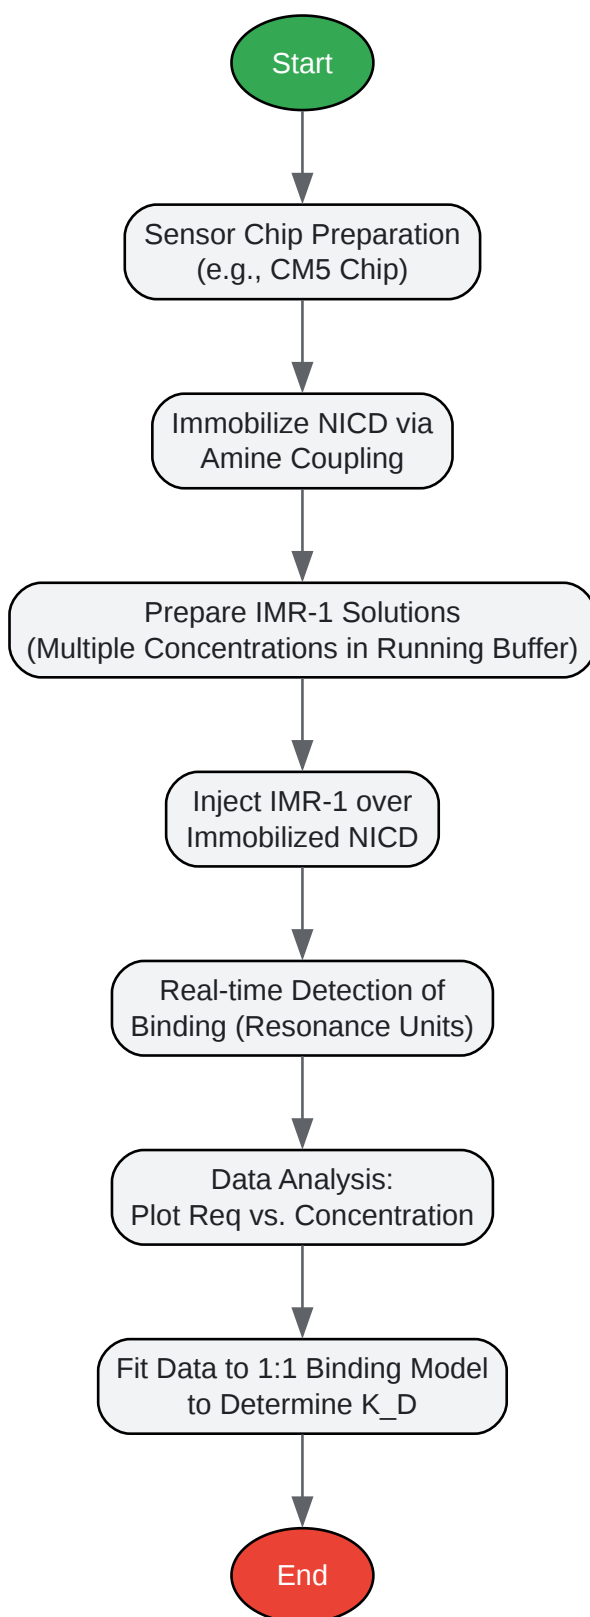 Start
Sensor Chip Preparation
(e.g., CM5 Chip)
Immobilize NICD via
Amine Coupling
Prepare IMR-1 Solutions
(Multiple Concentrations in Running Buffer)
Inject IMR-1 over
Immobilized NICD
Real-time Detection of
Binding (Resonance Units)
Data Analysis:
Plot Req vs. Concentration
Fit Data to 1:1 Binding Model
to Determine K_D
End